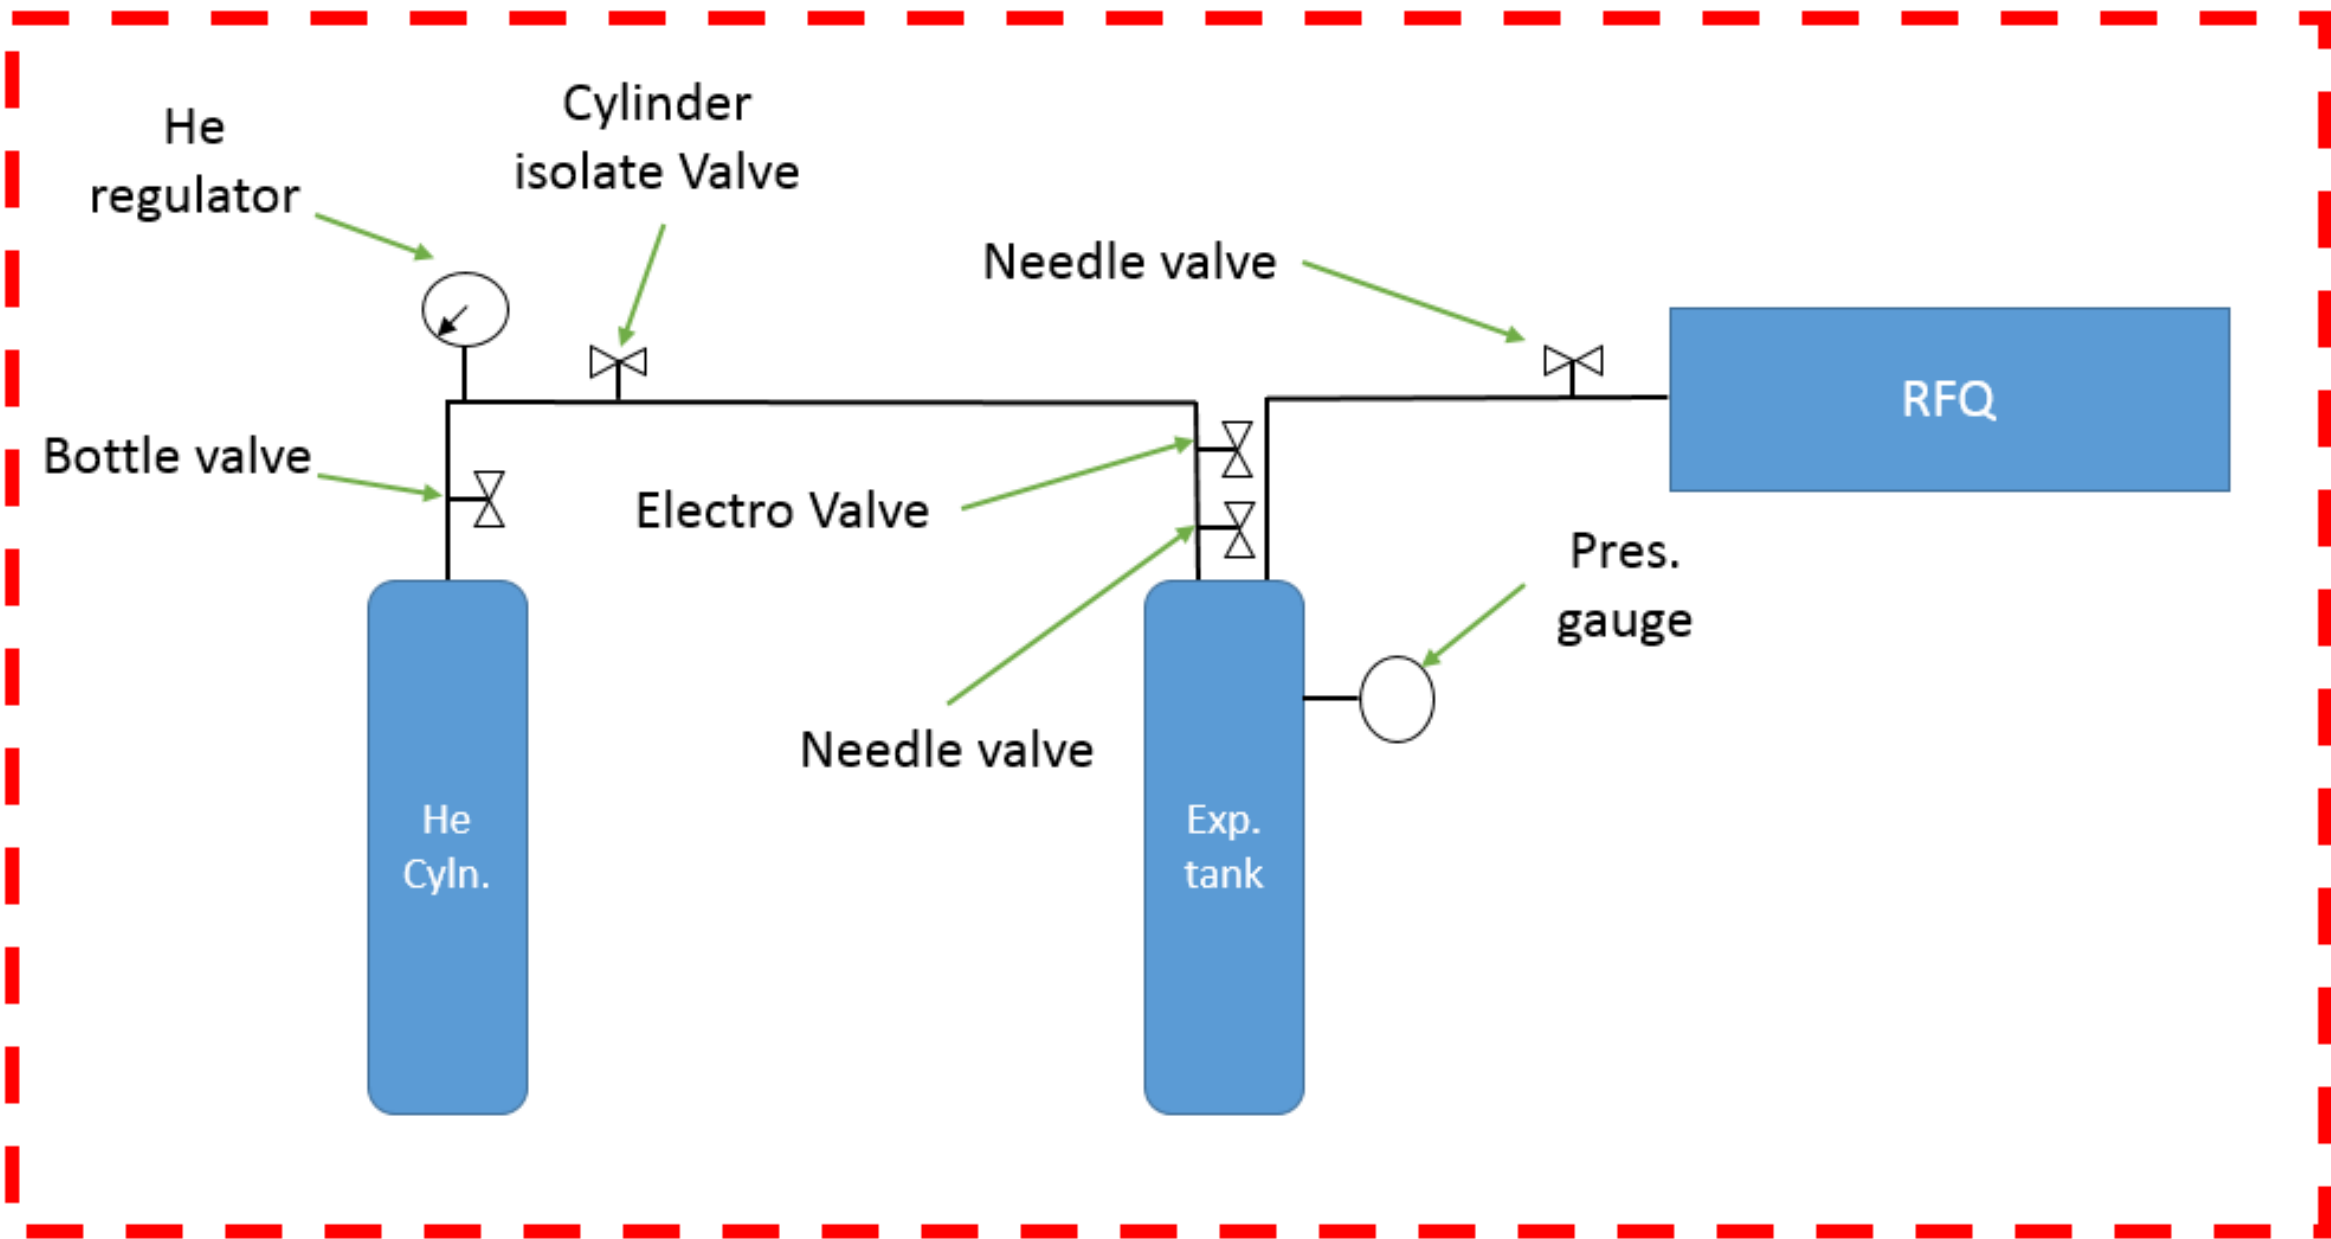 He
regulator
Cylinder
isolate Valve
Needle valve
RFQ
Bottle valve
Electro Valve
Pres.
gauge
Needle valve
He
Cyln.
Exp.
tank